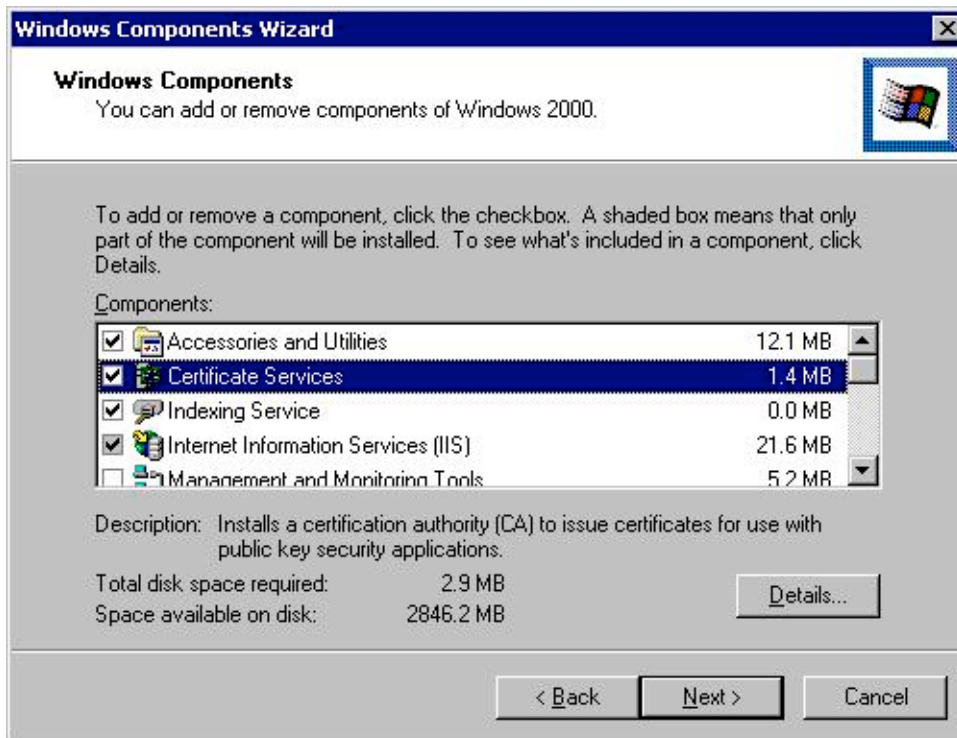 Windows Components Wizard
Windows Components
You can add or remove components of Windows 2000.
To add or remove a component, click the checkbox. A shaded box means that only
part of the component will be installed. To see what's included in a component, click
Details.
Components:
Accessories and Utilities 12.1 MB
Certificate Services 1.4 MB
Indexing Service 0.0 MB
Internet Information Services (IIS) 21.6 MB
Management and Monitoring Tools 5.2 MB
Description: Installs a certification authority (CA) to issue certificates for use with
public key security applications.
Total disk space required: 2.9 MB
Space available on disk: 2846.2 MB
Details...
< Back Next > Cancel